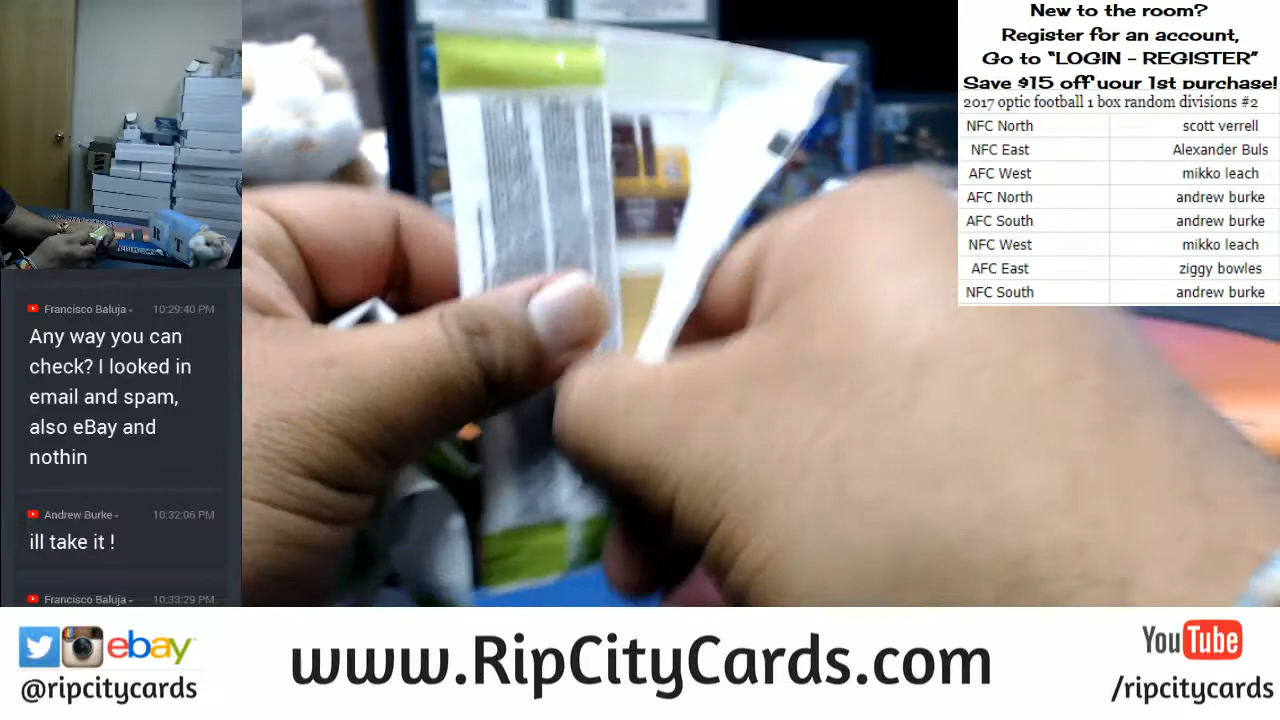 New to the room?
Register for an account,
Go to “LOGIN – REGISTER”
Save $15 off your 1st purchase!
2017 optic football 1 box random divisions #2
NFC North scott verrell
NFC East Alexander Buls
AFC West mikko leach
AFC North andrew burke
AFC South andrew burke
NFC West mikko leach
AFC East ziggy bowles
NFC South andrew burke
R T
Francisco Baluja 10:29:40 PM
Any way you can
check? I looked in
email and spam,
also eBay and
nothin
Andrew Burke 10:32:06 PM
ill take it !
Francisco Baluja 10:33:29 PM
ebay
@ripcitycards
www.RipCityCards.com
YouTube
/ripcitycards